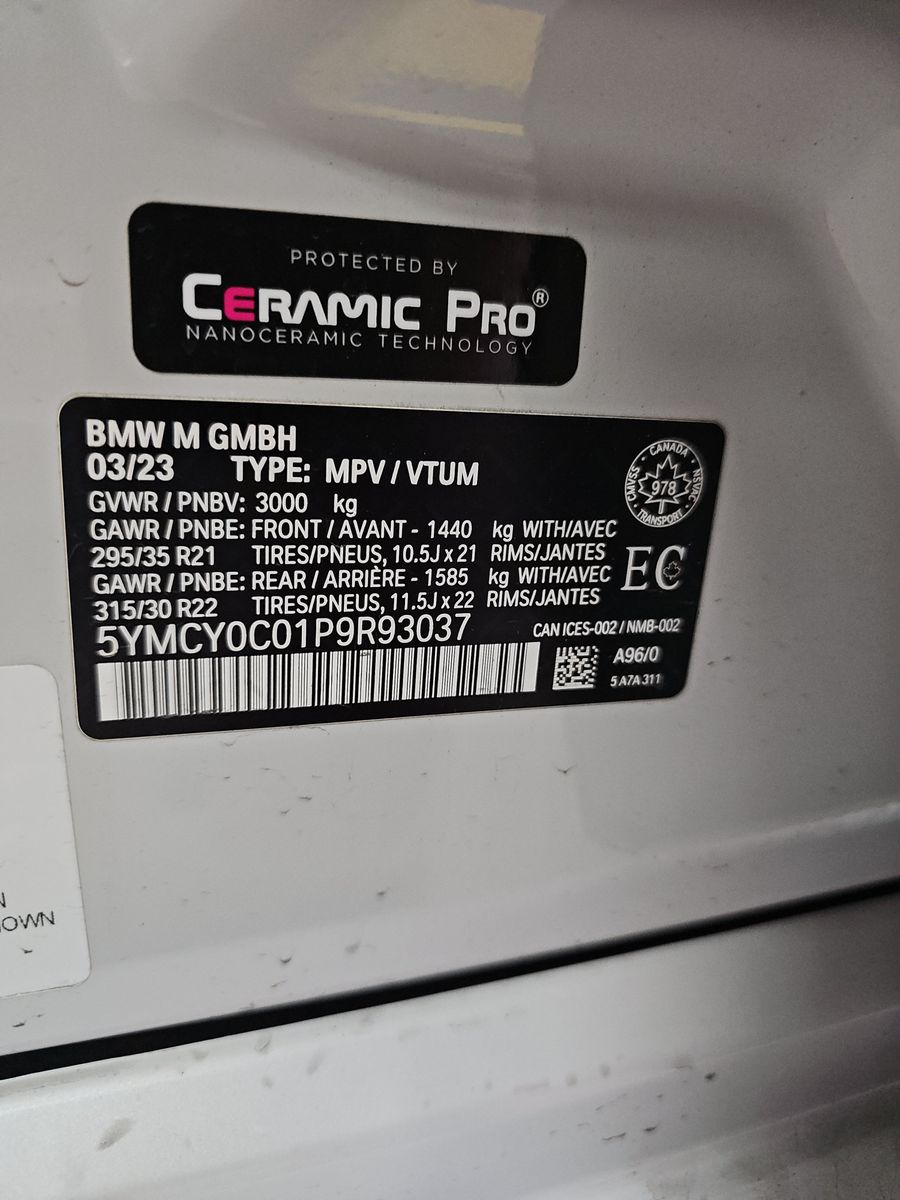 PROTECTED BY
CERAMIC PRO®
NANOCERAMIC TECHNOLOGY
BMW M GMBH
03/23 TYPE: MPV / VTUM
GVWR / PNBV: 3000 kg
GAWR / PNBE: FRONT / AVANT - 1440 kg WITH/AVEC
295/35 R21 TIRES/PNEUS, 10.5J x 21 RIMS/JANTES
GAWR / PNBE: REAR / ARRIÈRE - 1585 kg WITH/AVEC
315/30 R22 TIRES/PNEUS, 11.5J x 22 RIMS/JANTES
5YMCY0C01P9R93037
CANADA
CMVSS 978 NSVAC
TRANSPORT
EC
CAN ICES-002 / NMB-002
A96/0
5 A7A 311